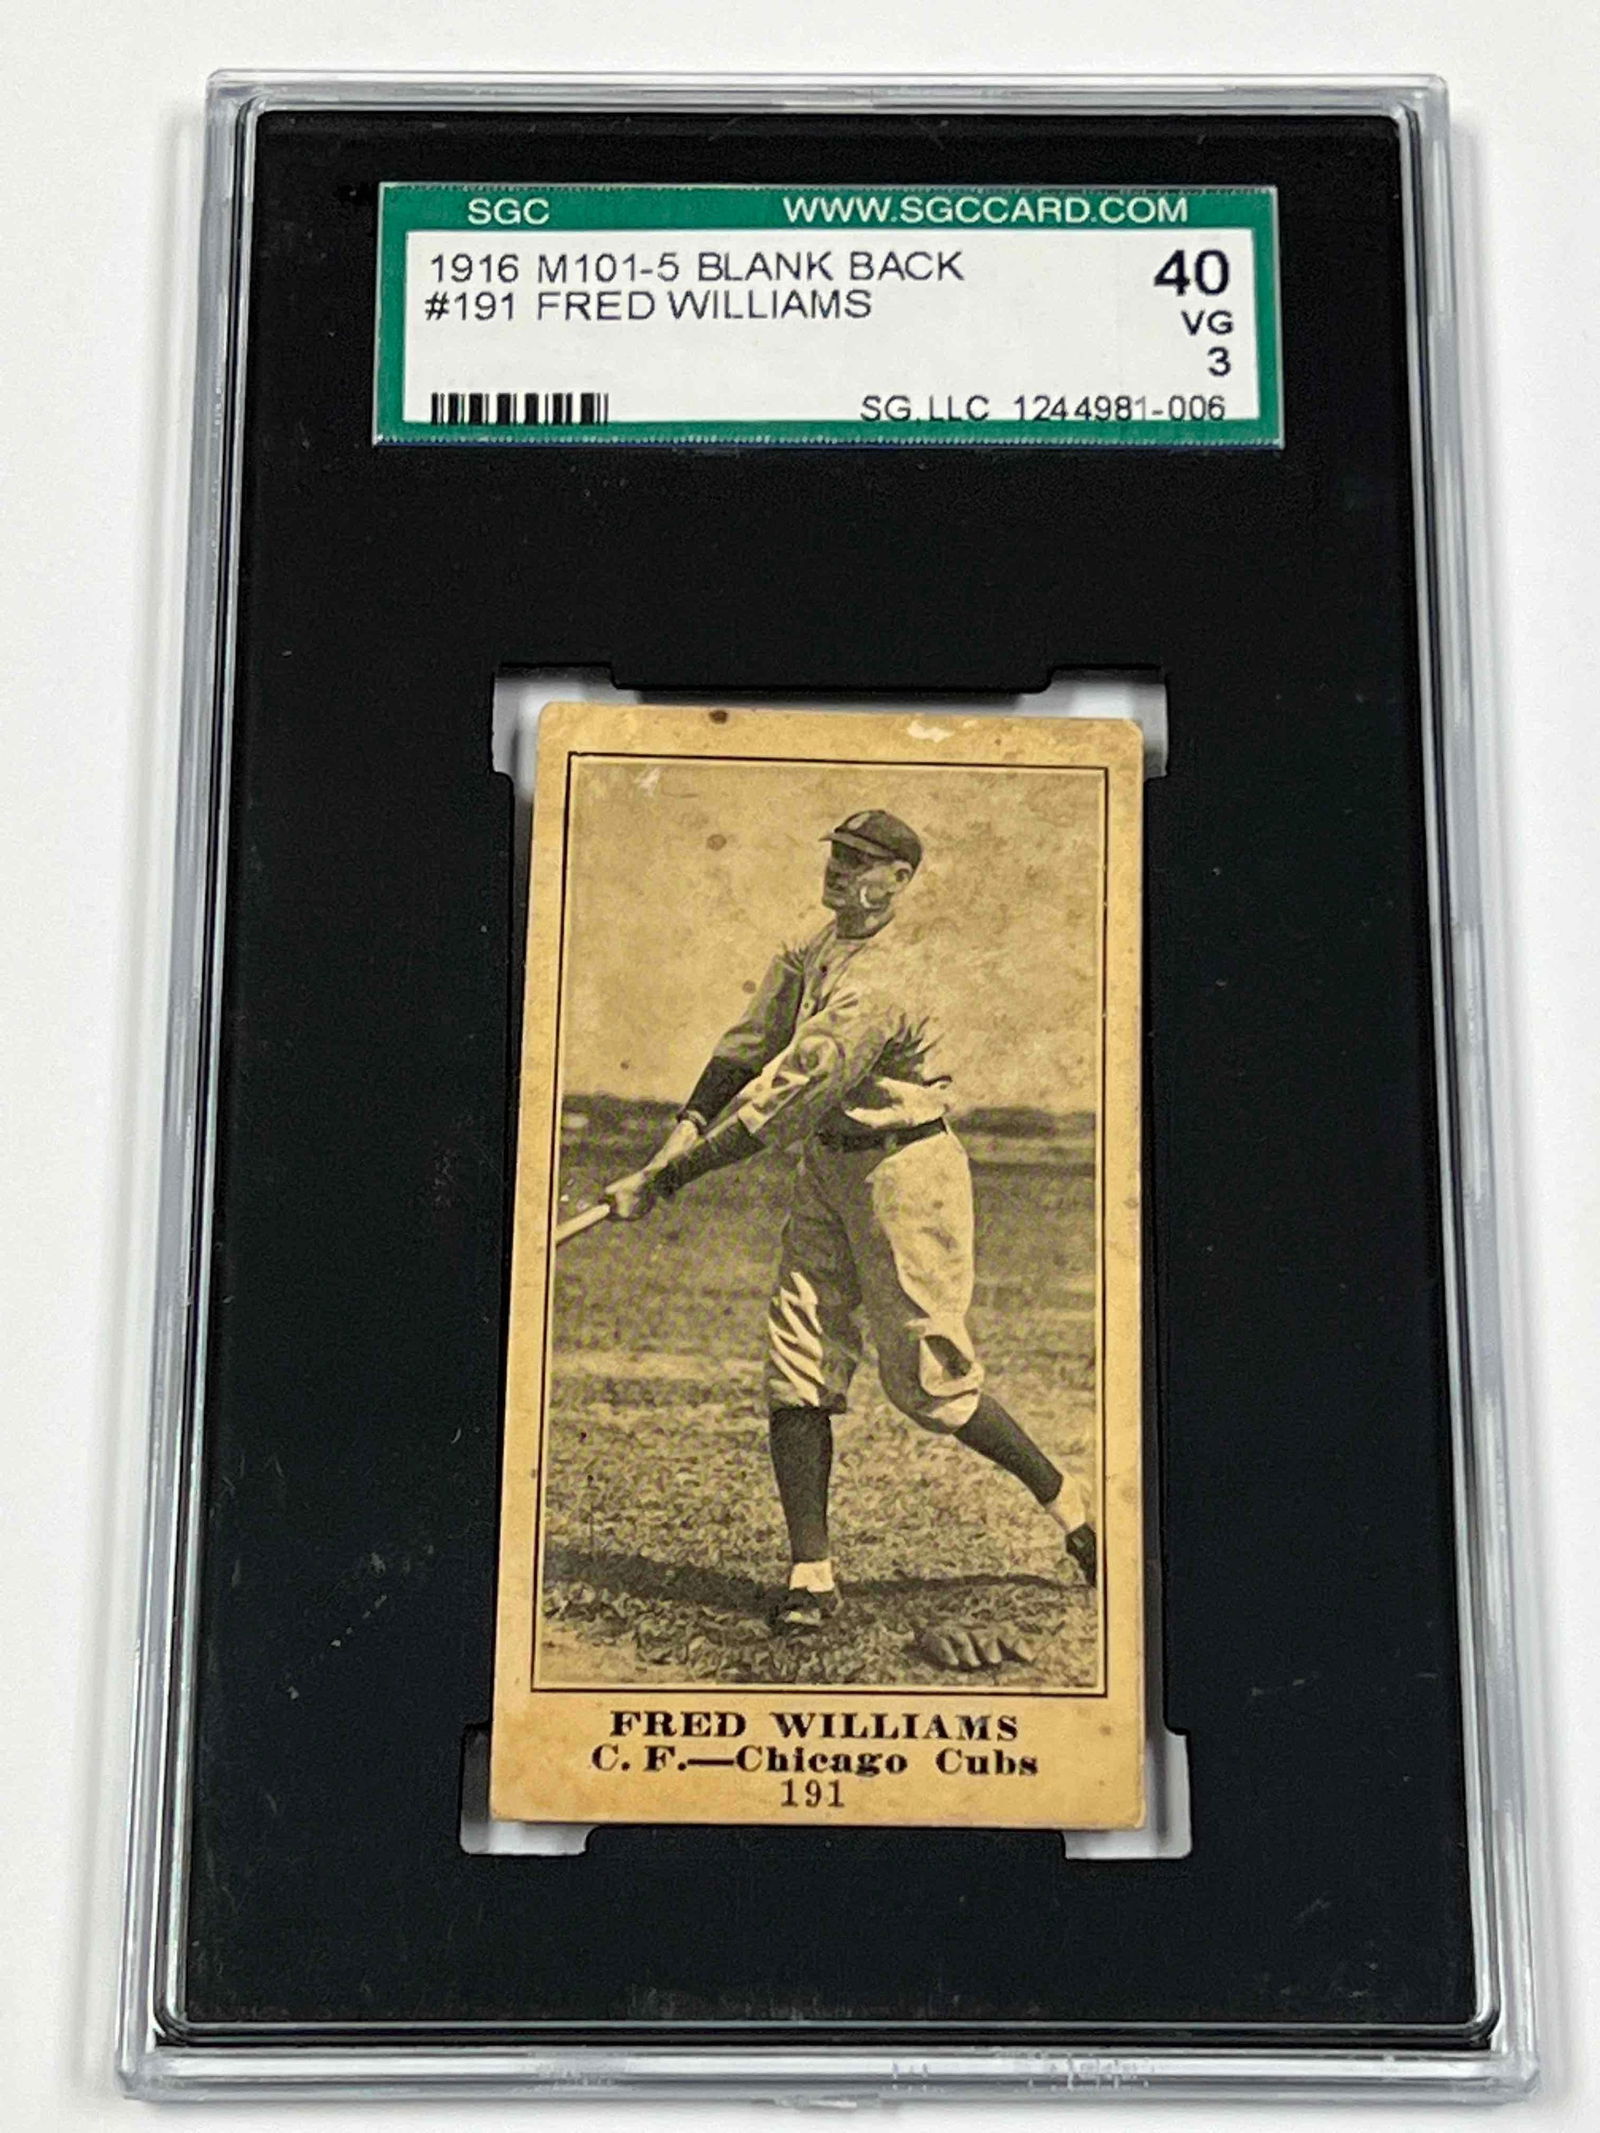 SGC WWW.SGCCARD.COM
1916 M101-5 BLANK BACK 40
#191 FRED WILLIAMS VG
3
SG, LLC 1244981-006
FRED WILLIAMS
C. F.—Chicago Cubs
191